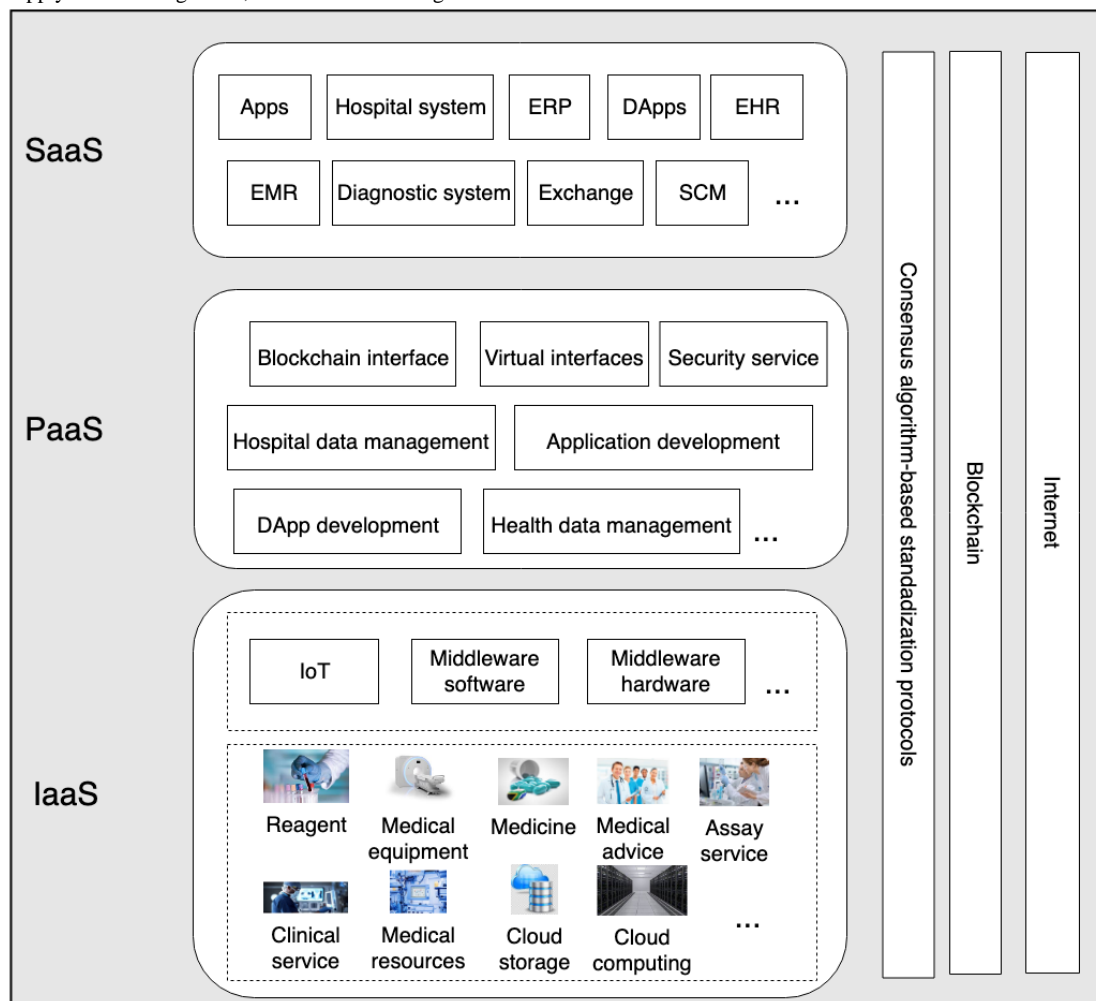 SaaS
Apps
Hospital system
ERP
DApps
EHR
EMR
Diagnostic system
Exchange
SCM
...
PaaS
Blockchain interface
Virtual interfaces
Security service
Hospital data management
Application development
DApp development
Health data management
...
IaaS
IoT
Middleware
software
Middleware
hardware
...
Reagent
Medical
equipment
Medicine
Medical
advice
Assay
service
Clinical
service
Medical
resources
Cloud
storage
Cloud
computing
...
Consensus algorithm-based standadization protocols
Blockchain
Internet